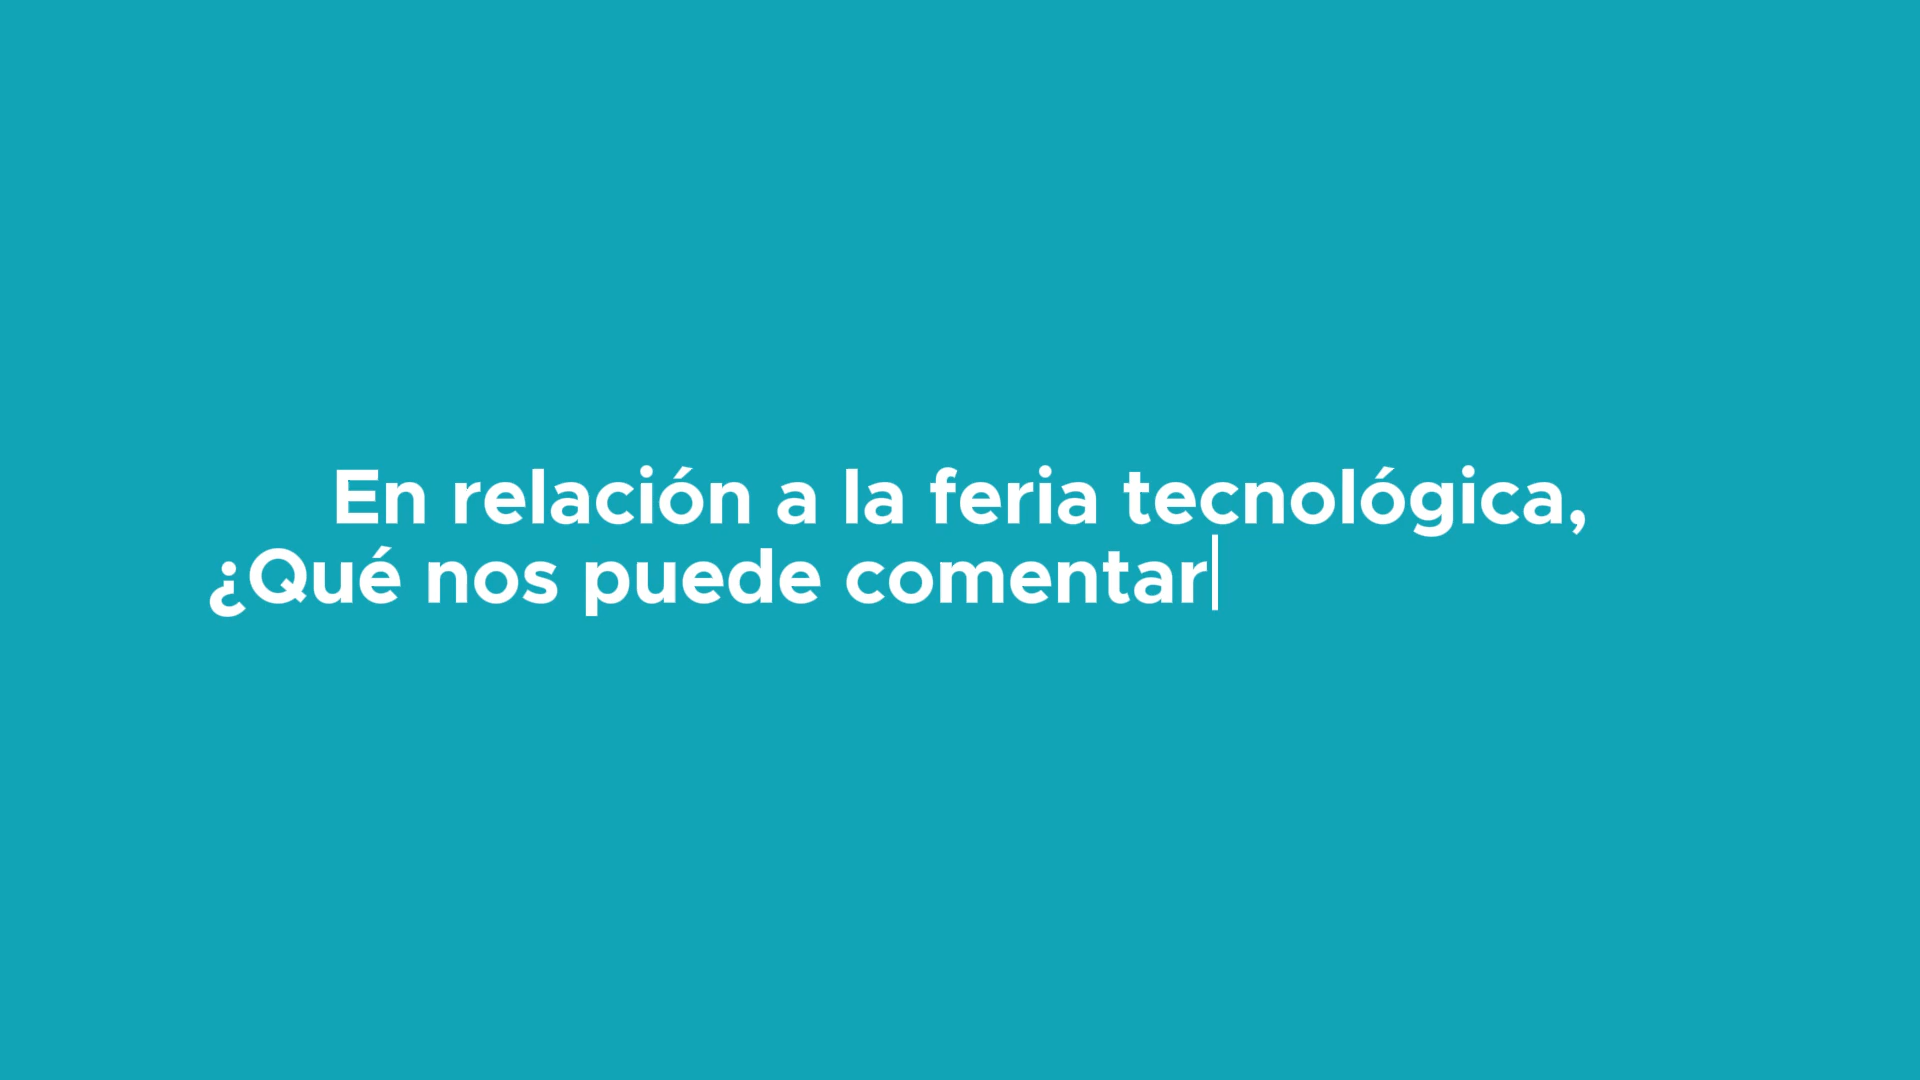 En relación a la feria tecnológica,
¿Qué nos puede comentar